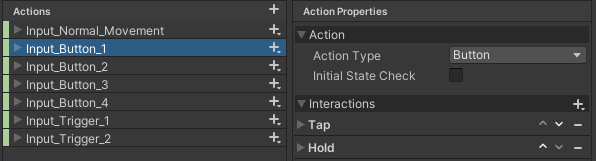 Actions
Input_Normal_Movement
Input_Button_1
Input_Button_2
Input_Button_3
Input_Button_4
Input_Trigger_1
Input_Trigger_2
Action Properties
Action
Action Type Button
Initial State Check
Interactions
Tap
Hold